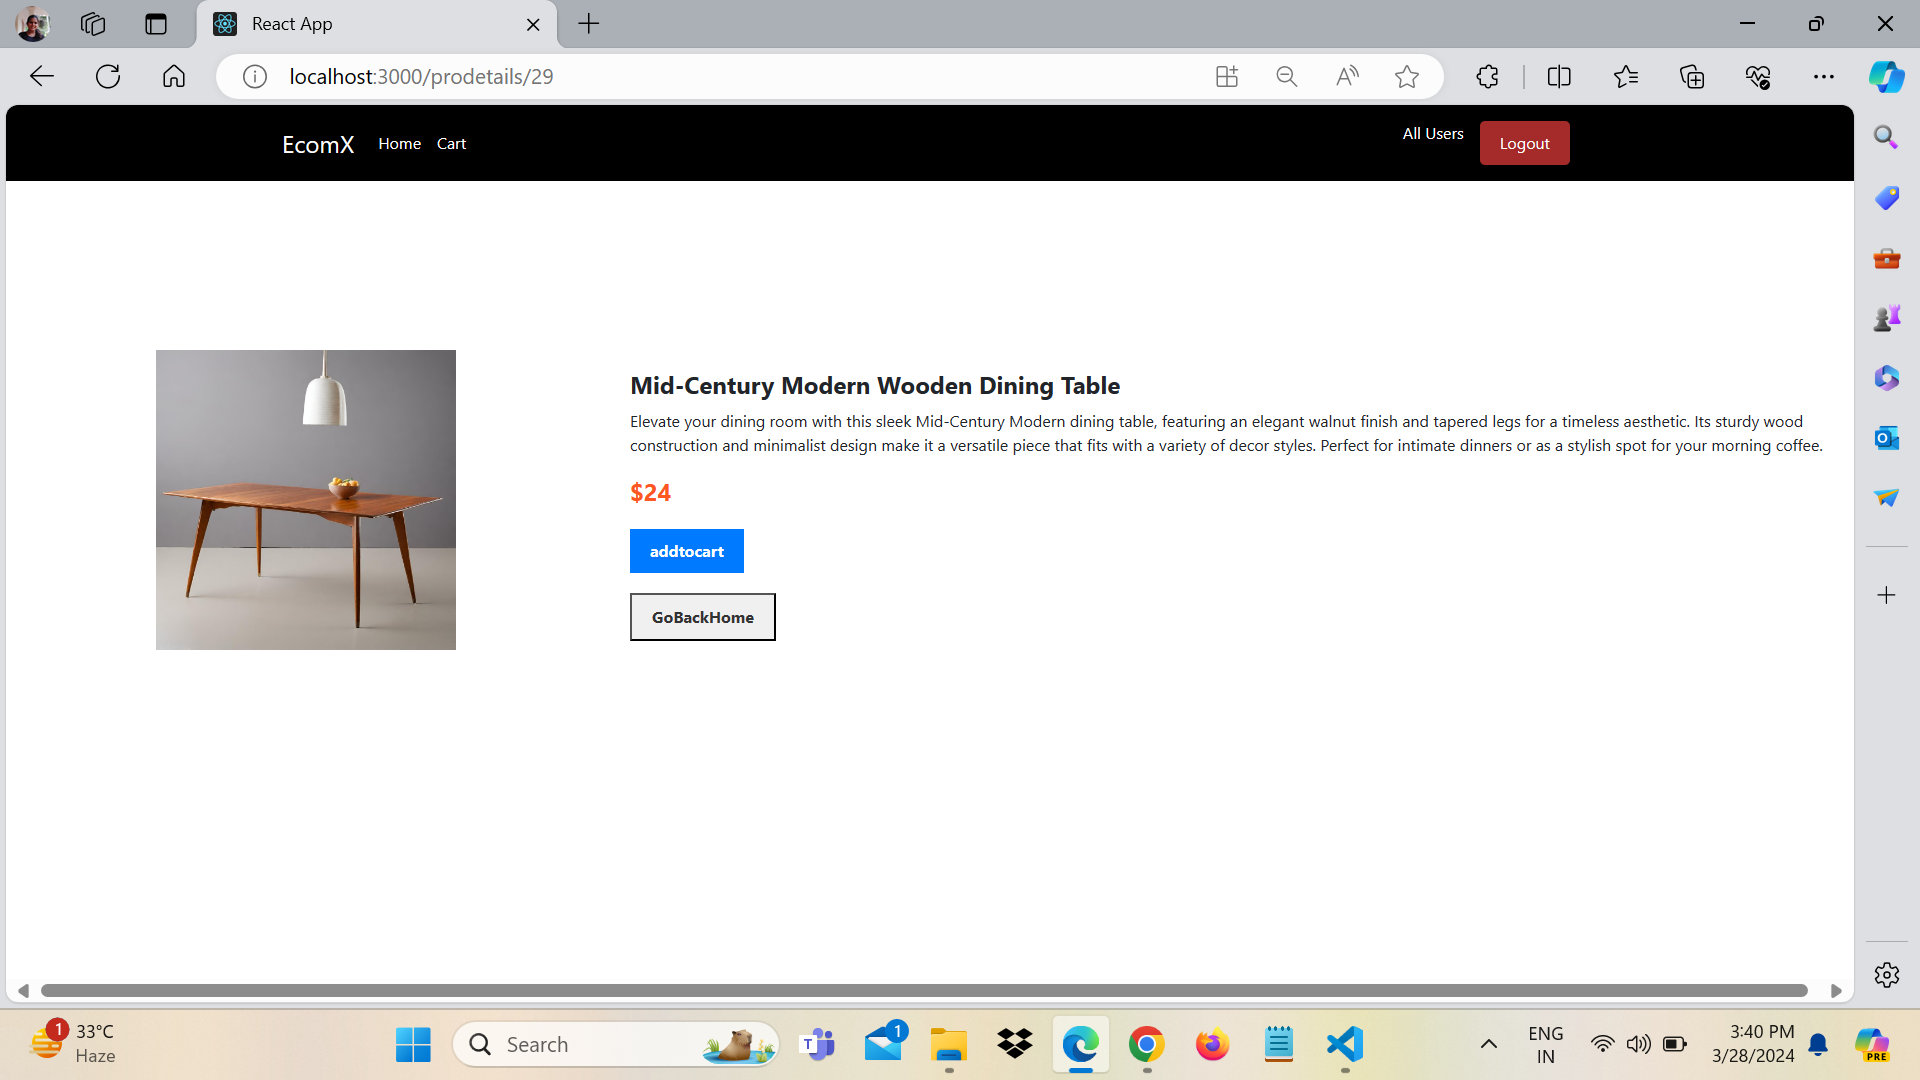 React App
localhost:3000/prodetails/29
EcomX Home Cart All Users Logout
Mid-Century Modern Wooden Dining Table
Elevate your dining room with this sleek Mid-Century Modern dining table, featuring an elegant walnut finish and tapered legs for a timeless aesthetic. Its sturdy wood
construction and minimalist design make it a versatile piece that fits with a variety of decor styles. Perfect for intimate dinners or as a stylish spot for your morning coffee.
$24
addtocart
GoBackHome
1
33°C
Haze
Search
T
1
ENG
IN
3:40 PM
3/28/2024
PRE